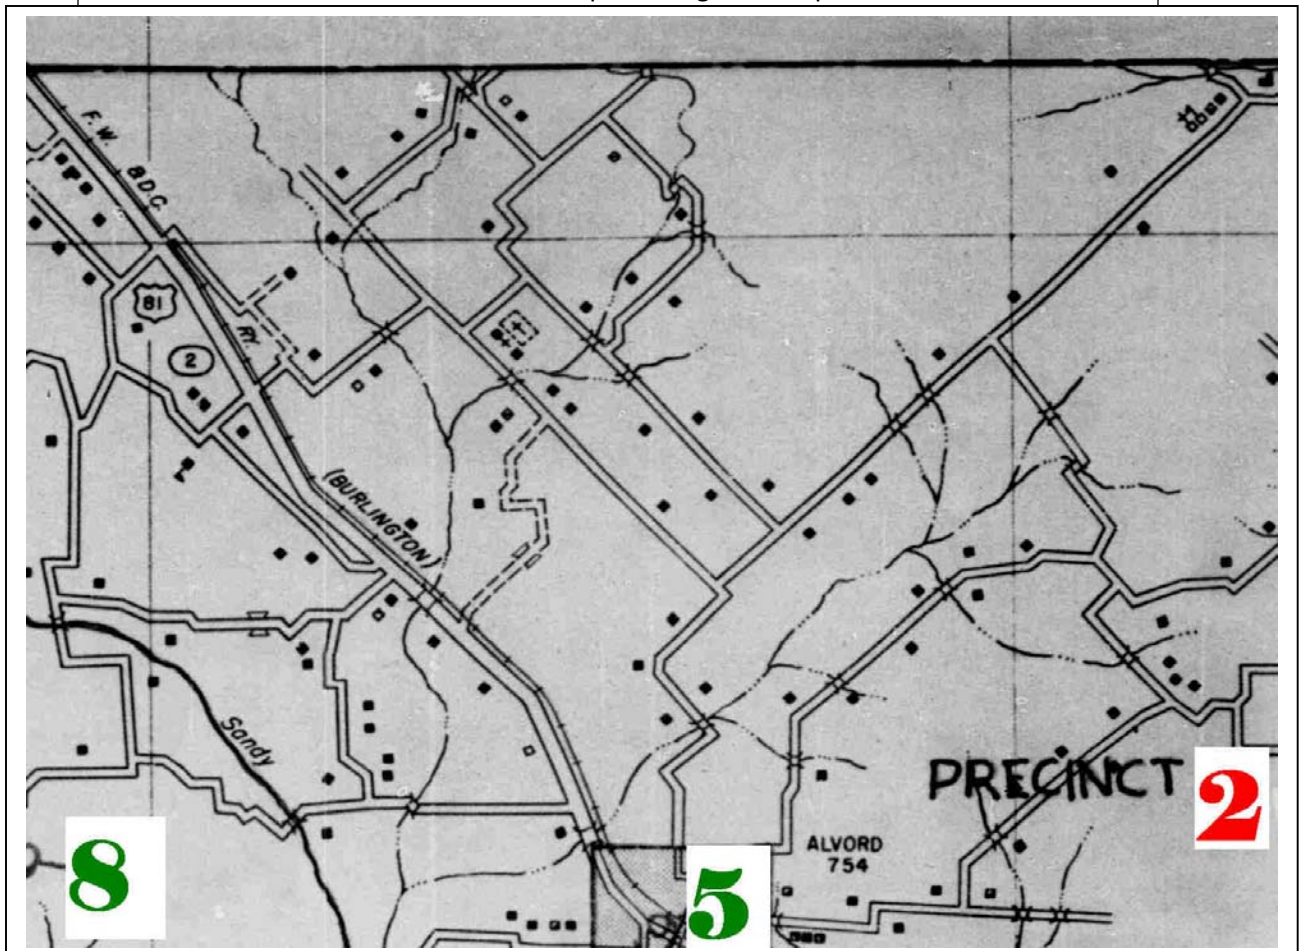 F.W.
&D.C.
RY.
81
2
(BURLINGTON)
Sandy
PRECINCT 2
ALVORD
754
8
5